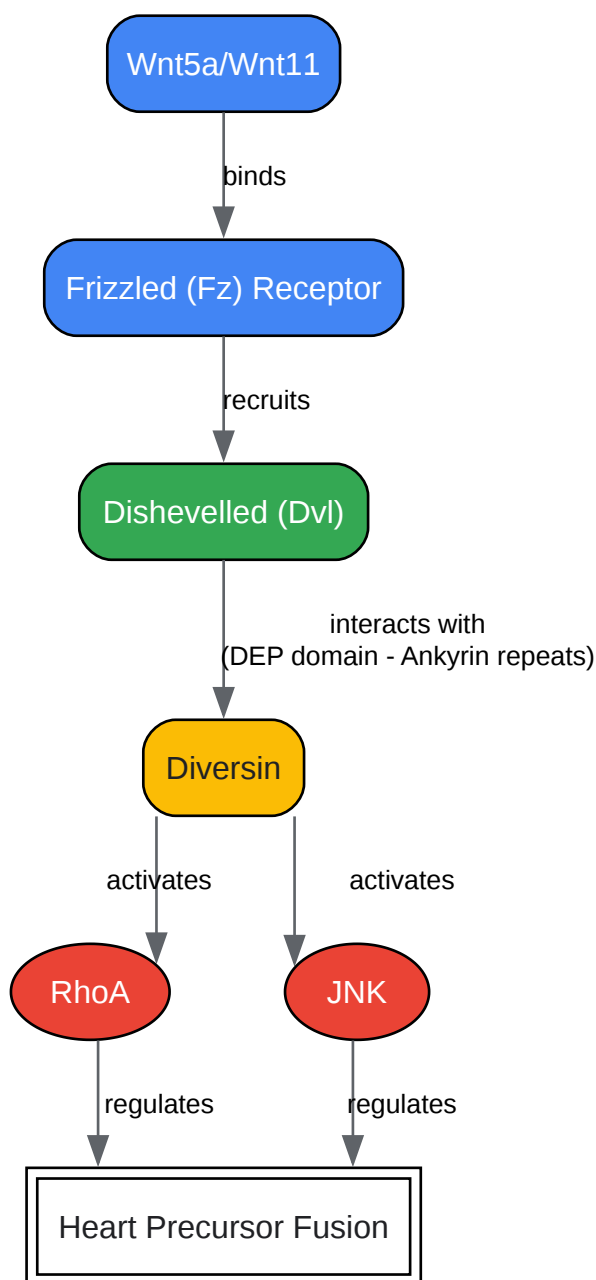 Wnt5a/Wnt11
binds
Frizzled (Fz) Receptor
recruits
Dishevelled (Dvl)
interacts with
(DEP domain - Ankyrin repeats)
Diversin
activates
activates
RhoA
JNK
regulates
regulates
Heart Precursor Fusion